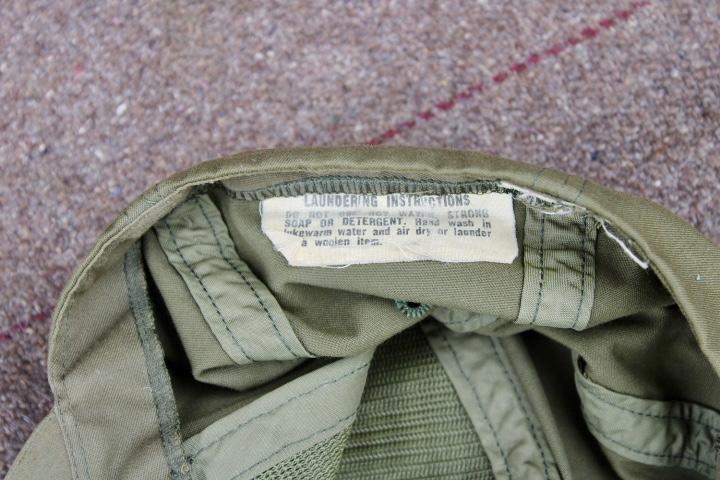 LAUNDERING INSTRUCTIONS
DO NOT USE HOT WATER, STRONG
SOAP OR DETERGENT. Hand wash in
lukewarm water and air dry or launder
a woolen item.